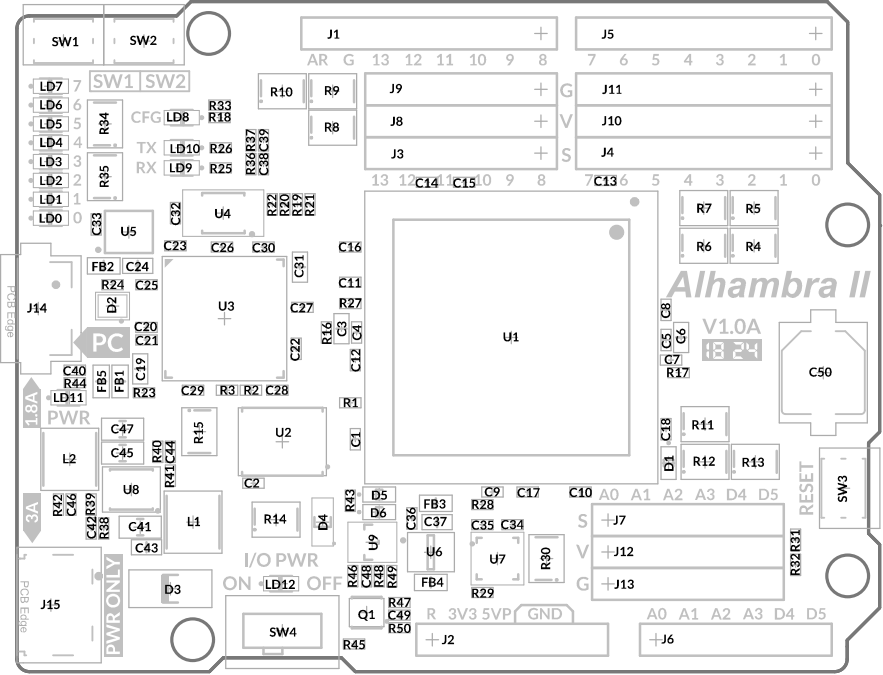 SW1 SW2 J1 J5
AR G 13 12 11 10 9 8 7 6 5 4 3 2 1 0
SW1 SW2
LD7 7
LD6 6
LD5 5
LD4 4
LD3 3
LD2 2
LD1 1
LD0 0
R34
R35
CFG LD8 R33
R18
TX LD10 R26
RX LD9 R25
R37 C39
R36 C38
R10 R9
R8
J9 G J11
J8 V J10
J3 S J4
13 12 C14 C15 10 9 8 7 C13 6 5 4 3 2 1 0
C33 U5 C32 U4 R22 R20 R19 R21
R7 R5
R6 R4
C23 C26 C30 C16
FB2 C24 C31
R24 C25 C11
Alhambra II
PCB Edge J14 D2 U3 C27 R27
C20
C21
PC
R16 C3 C4 U1
C8
C5 C6
V1.0A
18 24
C7
R17
C50
C22 C12
C40
R44
FB5 FB1 C19
R23
LD11
PWR
1.8A
C29 R3 R2 C28 R1
C47
C45
R15 U2 C1
R11
C18
D1 R12 R13
L2 R40 C44
R41
U8 C2
RESET SW3
3A
R42 C46 R39
C42 R38
C41
C43
L1 R14 D4
R43 D5
D6
C36 FB3
C37
C9 C17 C10
R28
C35 C34
A0 A1 A2 A3 D4 D5
S J7
V J12
G J13
R31
R32
U9 U6 U7 R30
I/O PWR
ON LD12 OFF
R46 C48 R48 R49 FB4
R29
PCB Edge J15 PWR ONLY D3
Q1 R47
C49
R50
R 3V3 5VP GND A0 A1 A2 A3 D4 D5
SW4 R45 J2 J6